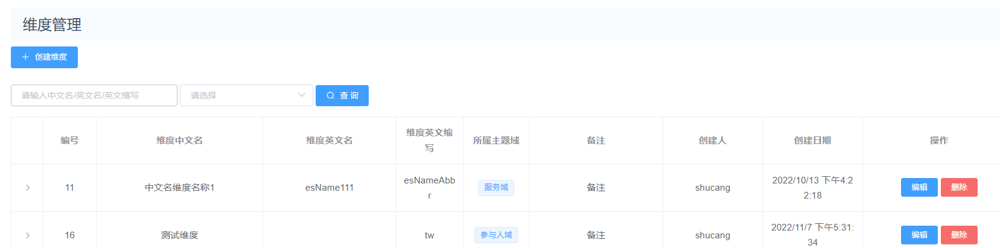 维度管理
创建维度
请输入中文名/英文名/英文缩写 请选择 查询
编号 维度中文名 维度英文名 维度英文缩写 所属主题域 备注 创建人 创建日期 操作
11 中文名维度名称1 esName111 esNameAbbr 服务域 备注 shucang 2022/10/13 下午4:22:18 编辑 删除
16 测试维度 tw 参与人域 备注 shucang 2022/11/7 下午5:31:34 编辑 删除